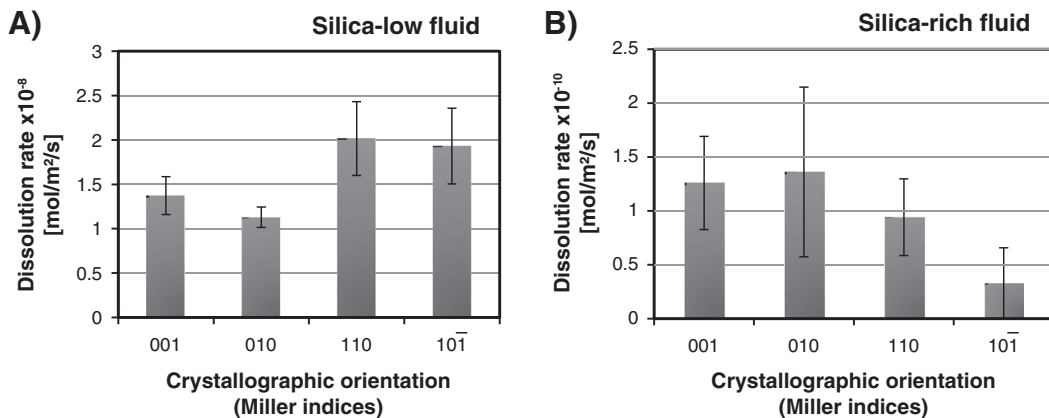 A)
Silica-low fluid
Dissolution rate x10⁻⁸
[mol/m²/s]
3
2.5
2
1.5
1
0.5
0
001 010 110 101̅
Crystallographic orientation
(Miller indices)
B)
Silica-rich fluid
Dissolution rate x10⁻¹⁰
[mol/m²/s]
2.5
2
1.5
1
0.5
0
001 010 110 101̅
Crystallographic orientation
(Miller indices)